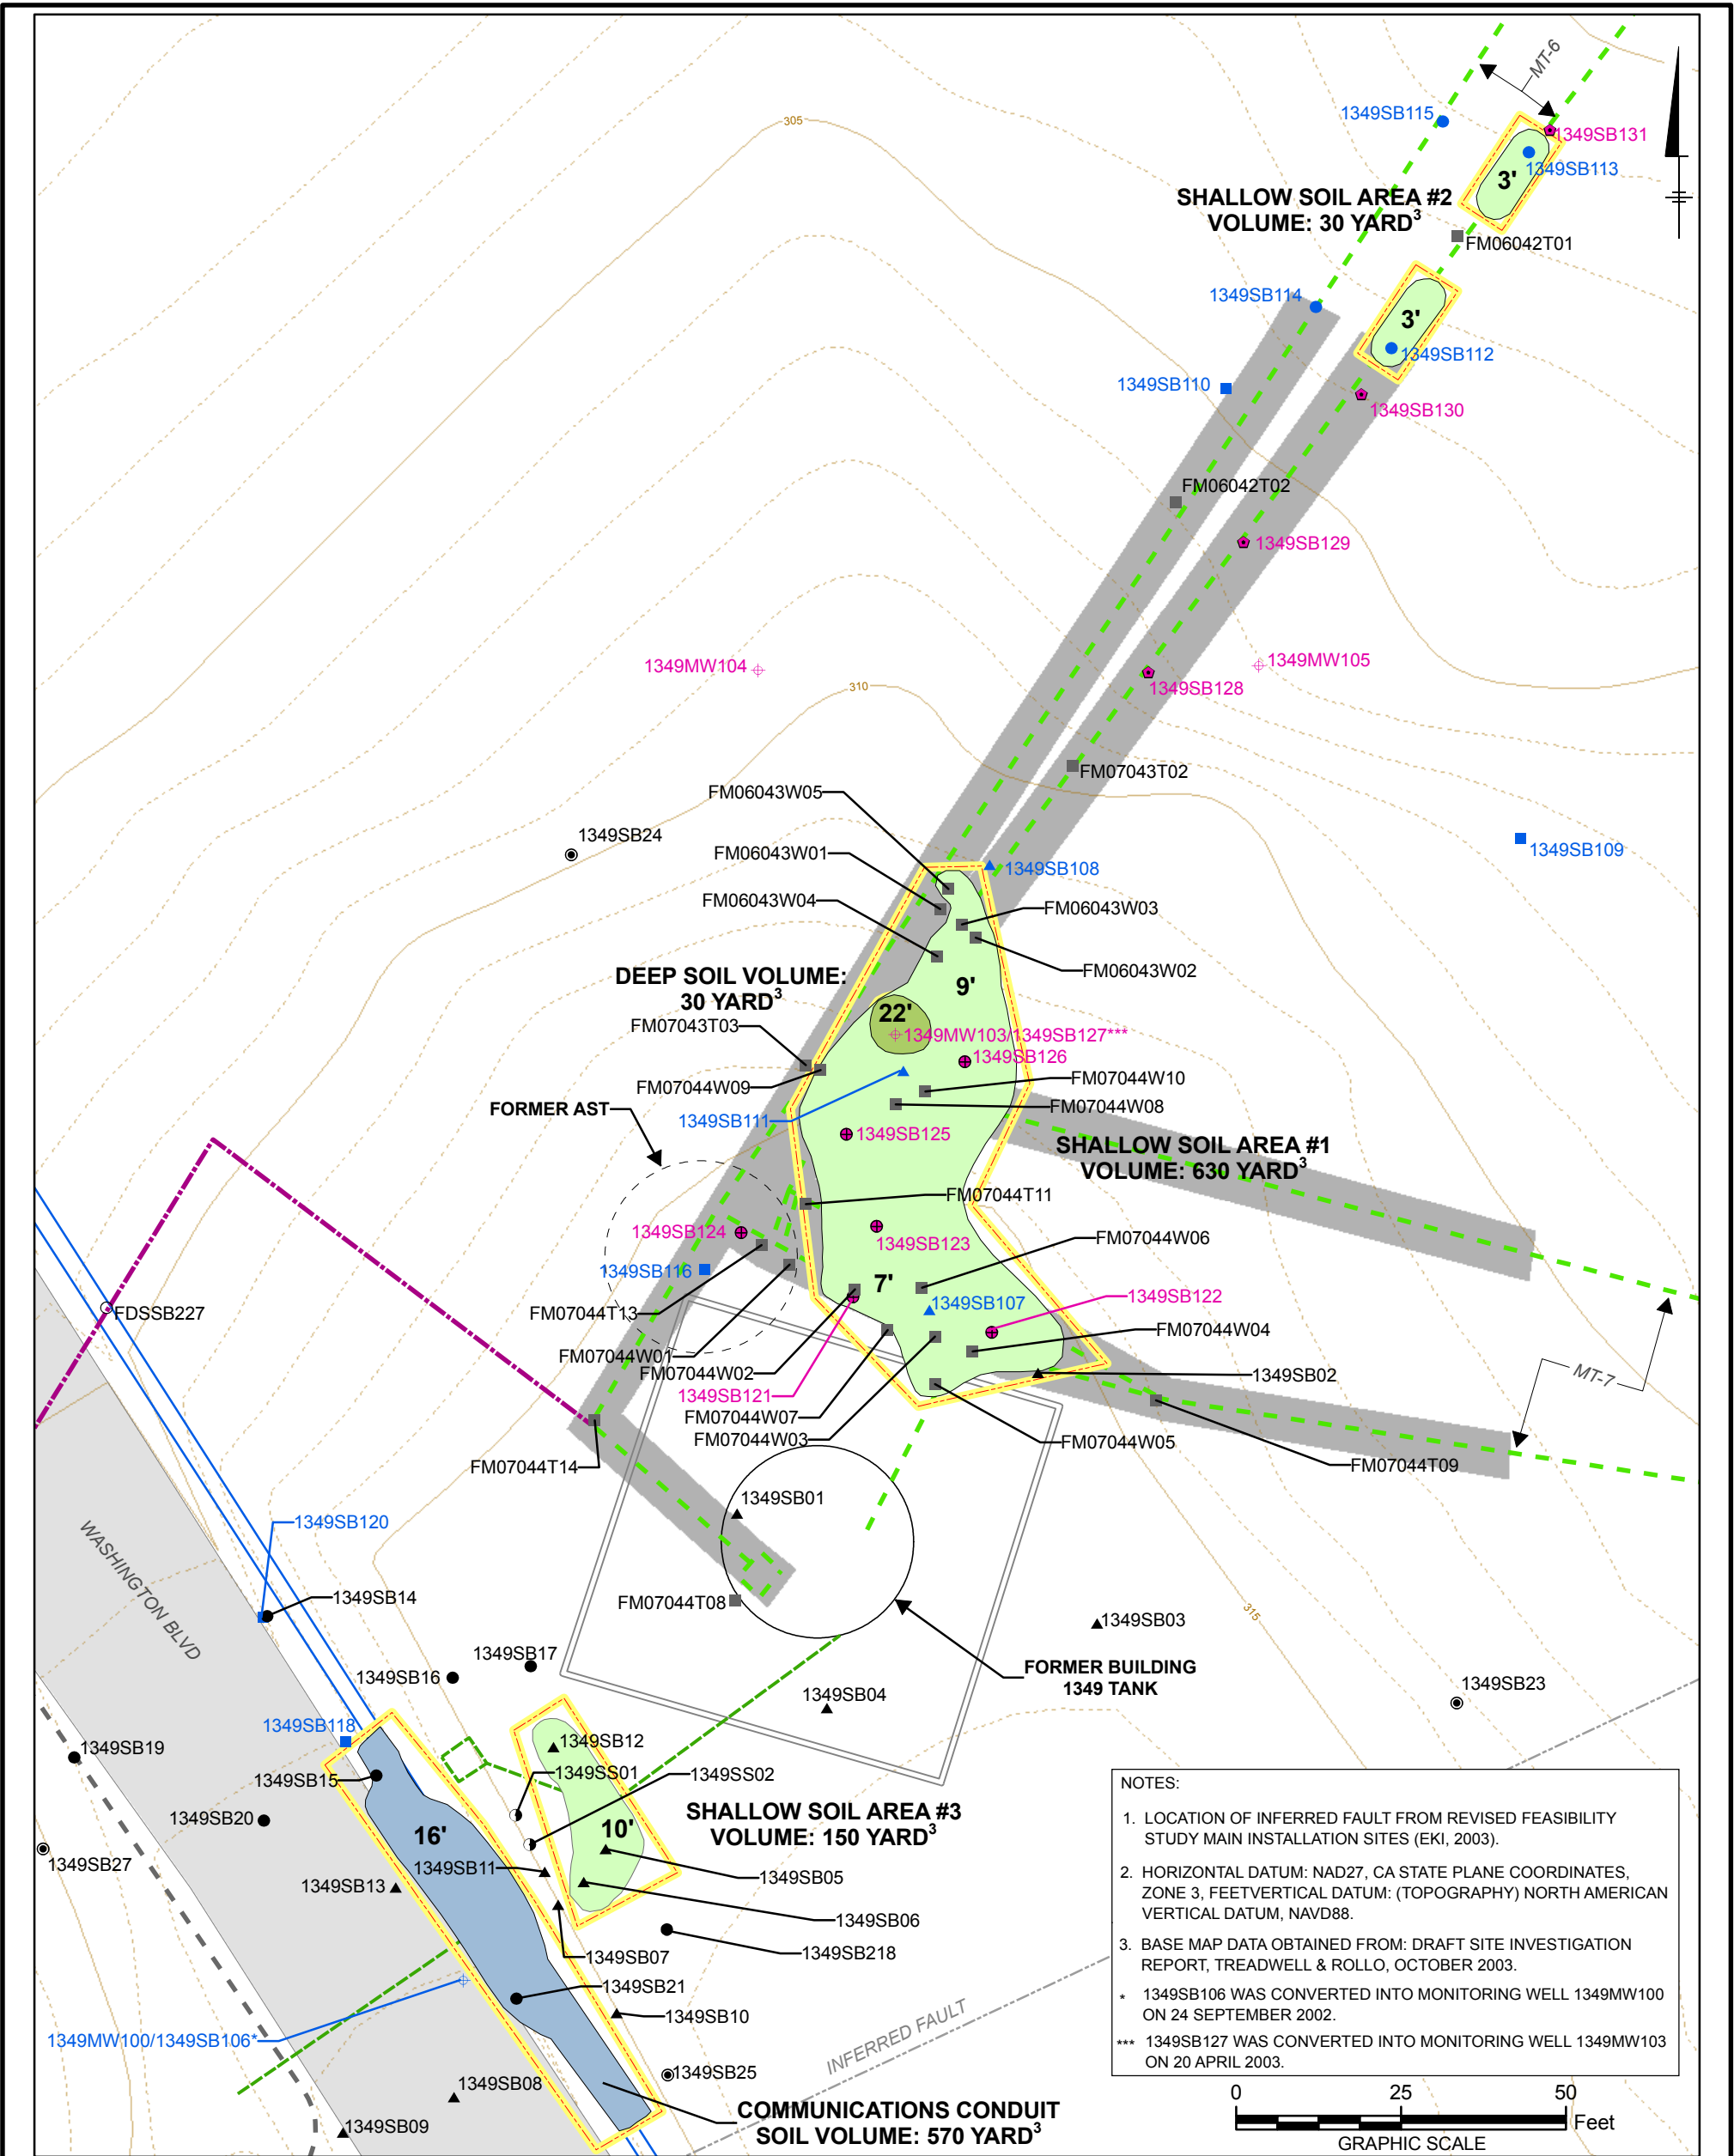 MT-6
1349SB115
1349SB131
305
1349SB113
3'
SHALLOW SOIL AREA #2
VOLUME: 30 YARD³
FM06042T01
1349SB114
3'
1349SB112
1349SB110
1349SB130
FM06042T02
1349SB129
1349MW104
1349MW105
310
1349SB128
FM07043T02
FM06043W05
1349SB24
FM06043W01
1349SB109
1349SB108
FM06043W04
FM06043W03
FM06043W02
DEEP SOIL VOLUME:
30 YARD³
9'
22'
FM07043T03
1349MW103/1349SB127***
1349SB126
FM07044W09
FM07044W10
FORMER AST
FM07044W08
1349SB111
1349SB125
SHALLOW SOIL AREA #1
VOLUME: 630 YARD³
FM07044T11
1349SB124
1349SB123
FM07044W06
1349SB116
7'
1349SB122
FDSSB227
FM07044T13
1349SB107
FM07044W04
FM07044W01
FM07044W02
1349SB02
MT-7
1349SB121
FM07044W07
FM07044W03
FM07044W05
FM07044T14
FM07044T09
1349SB01
1349SB120
WASHINGTON BLVD
1349SB14
FM07044T08
315
1349SB03
1349SB17
1349SB16
FORMER BUILDING
1349 TANK
1349SB23
1349SB04
1349SB118
1349SB12
1349SB19
1349SS01
1349SS02
1349SB15
1349SB20
SHALLOW SOIL AREA #3
VOLUME: 150 YARD³
16'
10'
1349SB27
1349SB11
1349SB05
1349SB13
1349SB06
1349SB218
1349SB07
1349SB21
1349SB10
1349MW100/1349SB106*
INFERRED FAULT
1349SB25
1349SB08
1349SB09
COMMUNICATIONS CONDUIT
SOIL VOLUME: 570 YARD³
NOTES:
1. LOCATION OF INFERRED FAULT FROM REVISED FEASIBILITY
STUDY MAIN INSTALLATION SITES (EKI, 2003).
2. HORIZONTAL DATUM: NAD27, CA STATE PLANE COORDINATES,
ZONE 3, FEETVERTICAL DATUM: (TOPOGRAPHY) NORTH AMERICAN
VERTICAL DATUM, NAVD88.
3. BASE MAP DATA OBTAINED FROM: DRAFT SITE INVESTIGATION
REPORT, TREADWELL & ROLLO, OCTOBER 2003.
* 1349SB106 WAS CONVERTED INTO MONITORING WELL 1349MW100
ON 24 SEPTEMBER 2002.
*** 1349SB127 WAS CONVERTED INTO MONITORING WELL 1349MW103
ON 20 APRIL 2003.
0 25 50
Feet
GRAPHIC SCALE